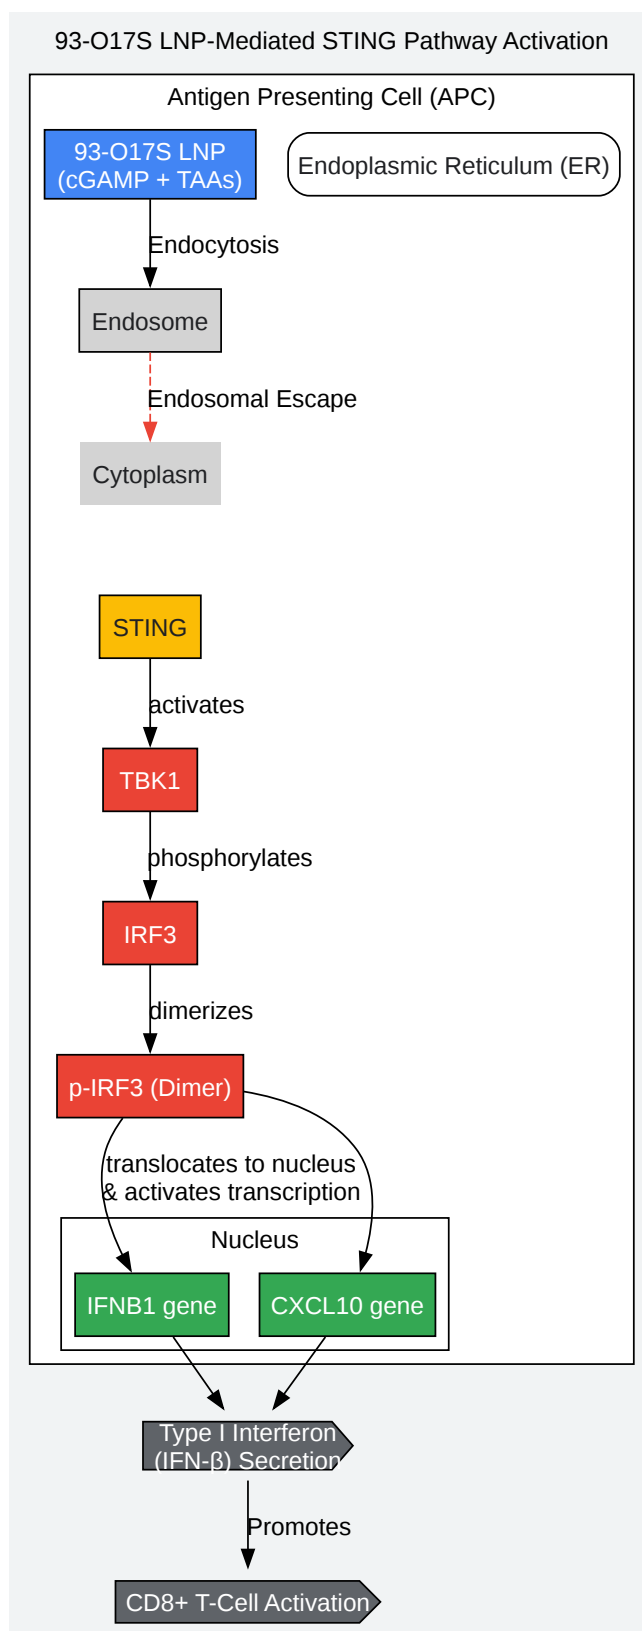 93-O17S LNP-Mediated STING Pathway Activation
Antigen Presenting Cell (APC)
93-O17S LNP
(cGAMP + TAAs)
Endoplasmic Reticulum (ER)
Endocytosis
Endosome
Endosomal Escape
Cytoplasm
STING
activates
TBK1
phosphorylates
IRF3
dimerizes
p-IRF3 (Dimer)
translocates to nucleus
& activates transcription
Nucleus
IFNB1 gene
CXCL10 gene
Type I Interferon
(IFN-β) Secretion
Promotes
CD8+ T-Cell Activation